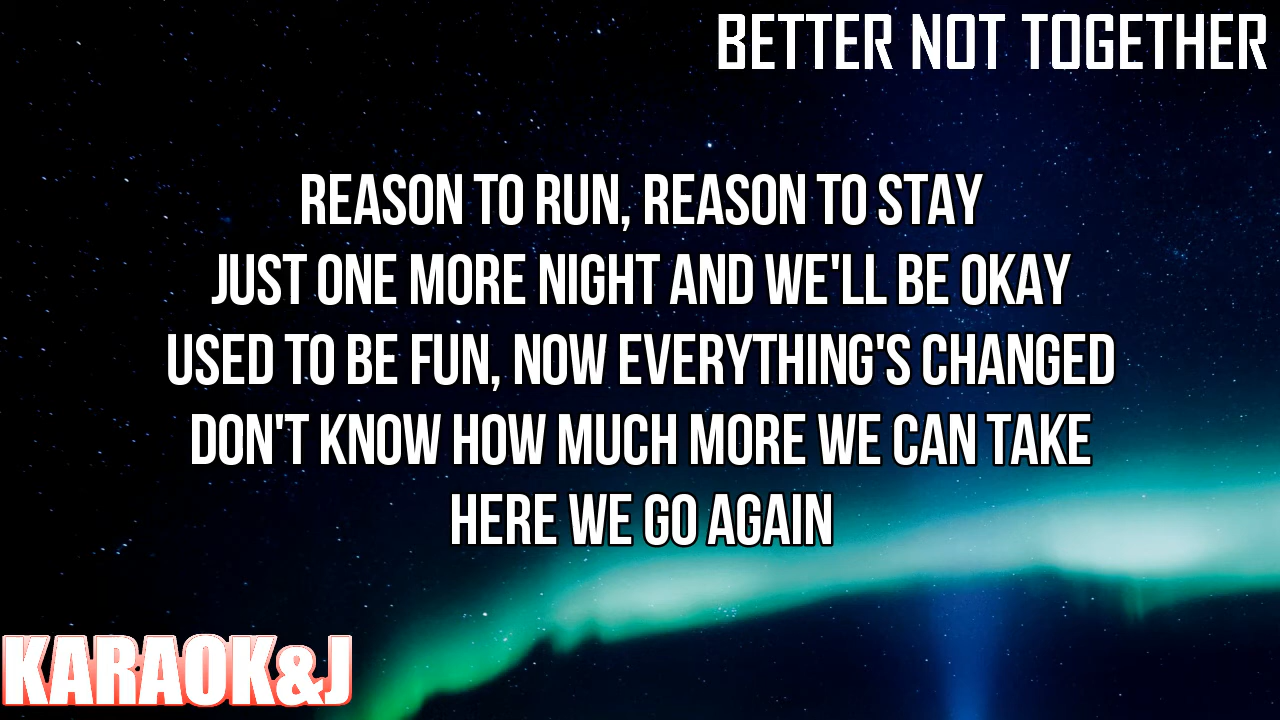 BETTER NOT TOGETHER
REASON TO RUN, REASON TO STAY
JUST ONE MORE NIGHT AND WE'LL BE OKAY
USED TO BE FUN, NOW EVERYTHING'S CHANGED
DON'T KNOW HOW MUCH MORE WE CAN TAKE
HERE WE GO AGAIN
KARAOK&J